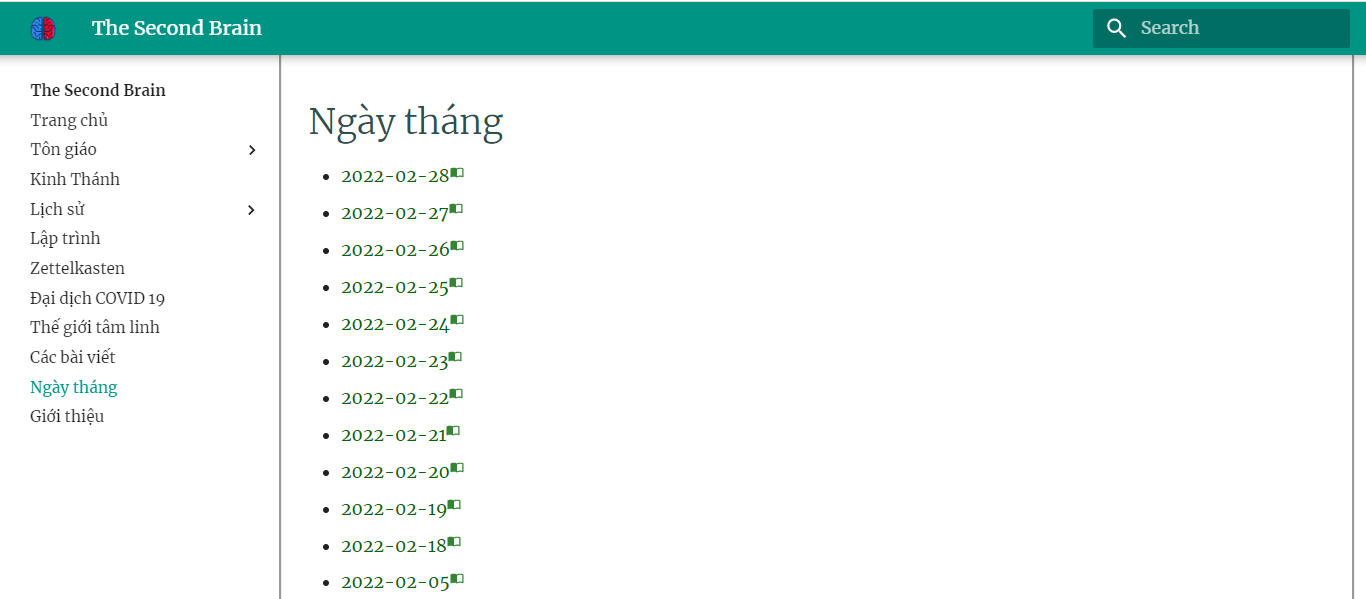 The Second Brain
Search
The Second Brain
Trang chủ
Tôn giáo
Kinh Thánh
Lịch sử
Lập trình
Zettelkasten
Đại dịch COVID 19
Thế giới tâm linh
Các bài viết
Ngày tháng
Giới thiệu
Ngày tháng
2022-02-28
2022-02-27
2022-02-26
2022-02-25
2022-02-24
2022-02-23
2022-02-22
2022-02-21
2022-02-20
2022-02-19
2022-02-18
2022-02-05